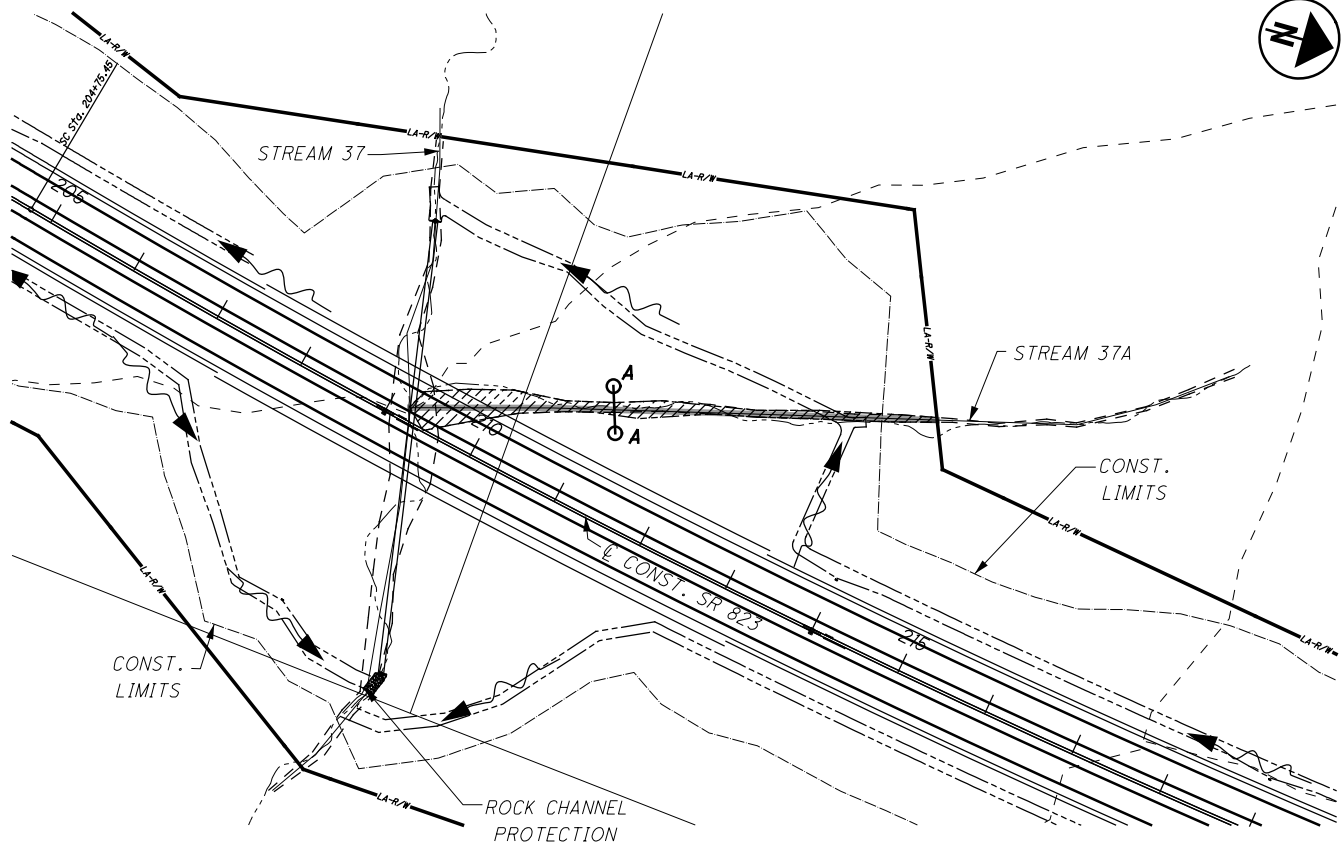 N
LA-R/W
SC Sta. 204+75.45
LA-R/W
STREAM 37
LA-R/W
205
LA-R/W
STREAM 37A
A
A
210
CONST.
LIMITS
LA-R/W
℄ CONST. SR 823
LA-R/W
215
LA-R/W
CONST.
LIMITS
LA-R/W
ROCK CHANNEL
PROTECTION